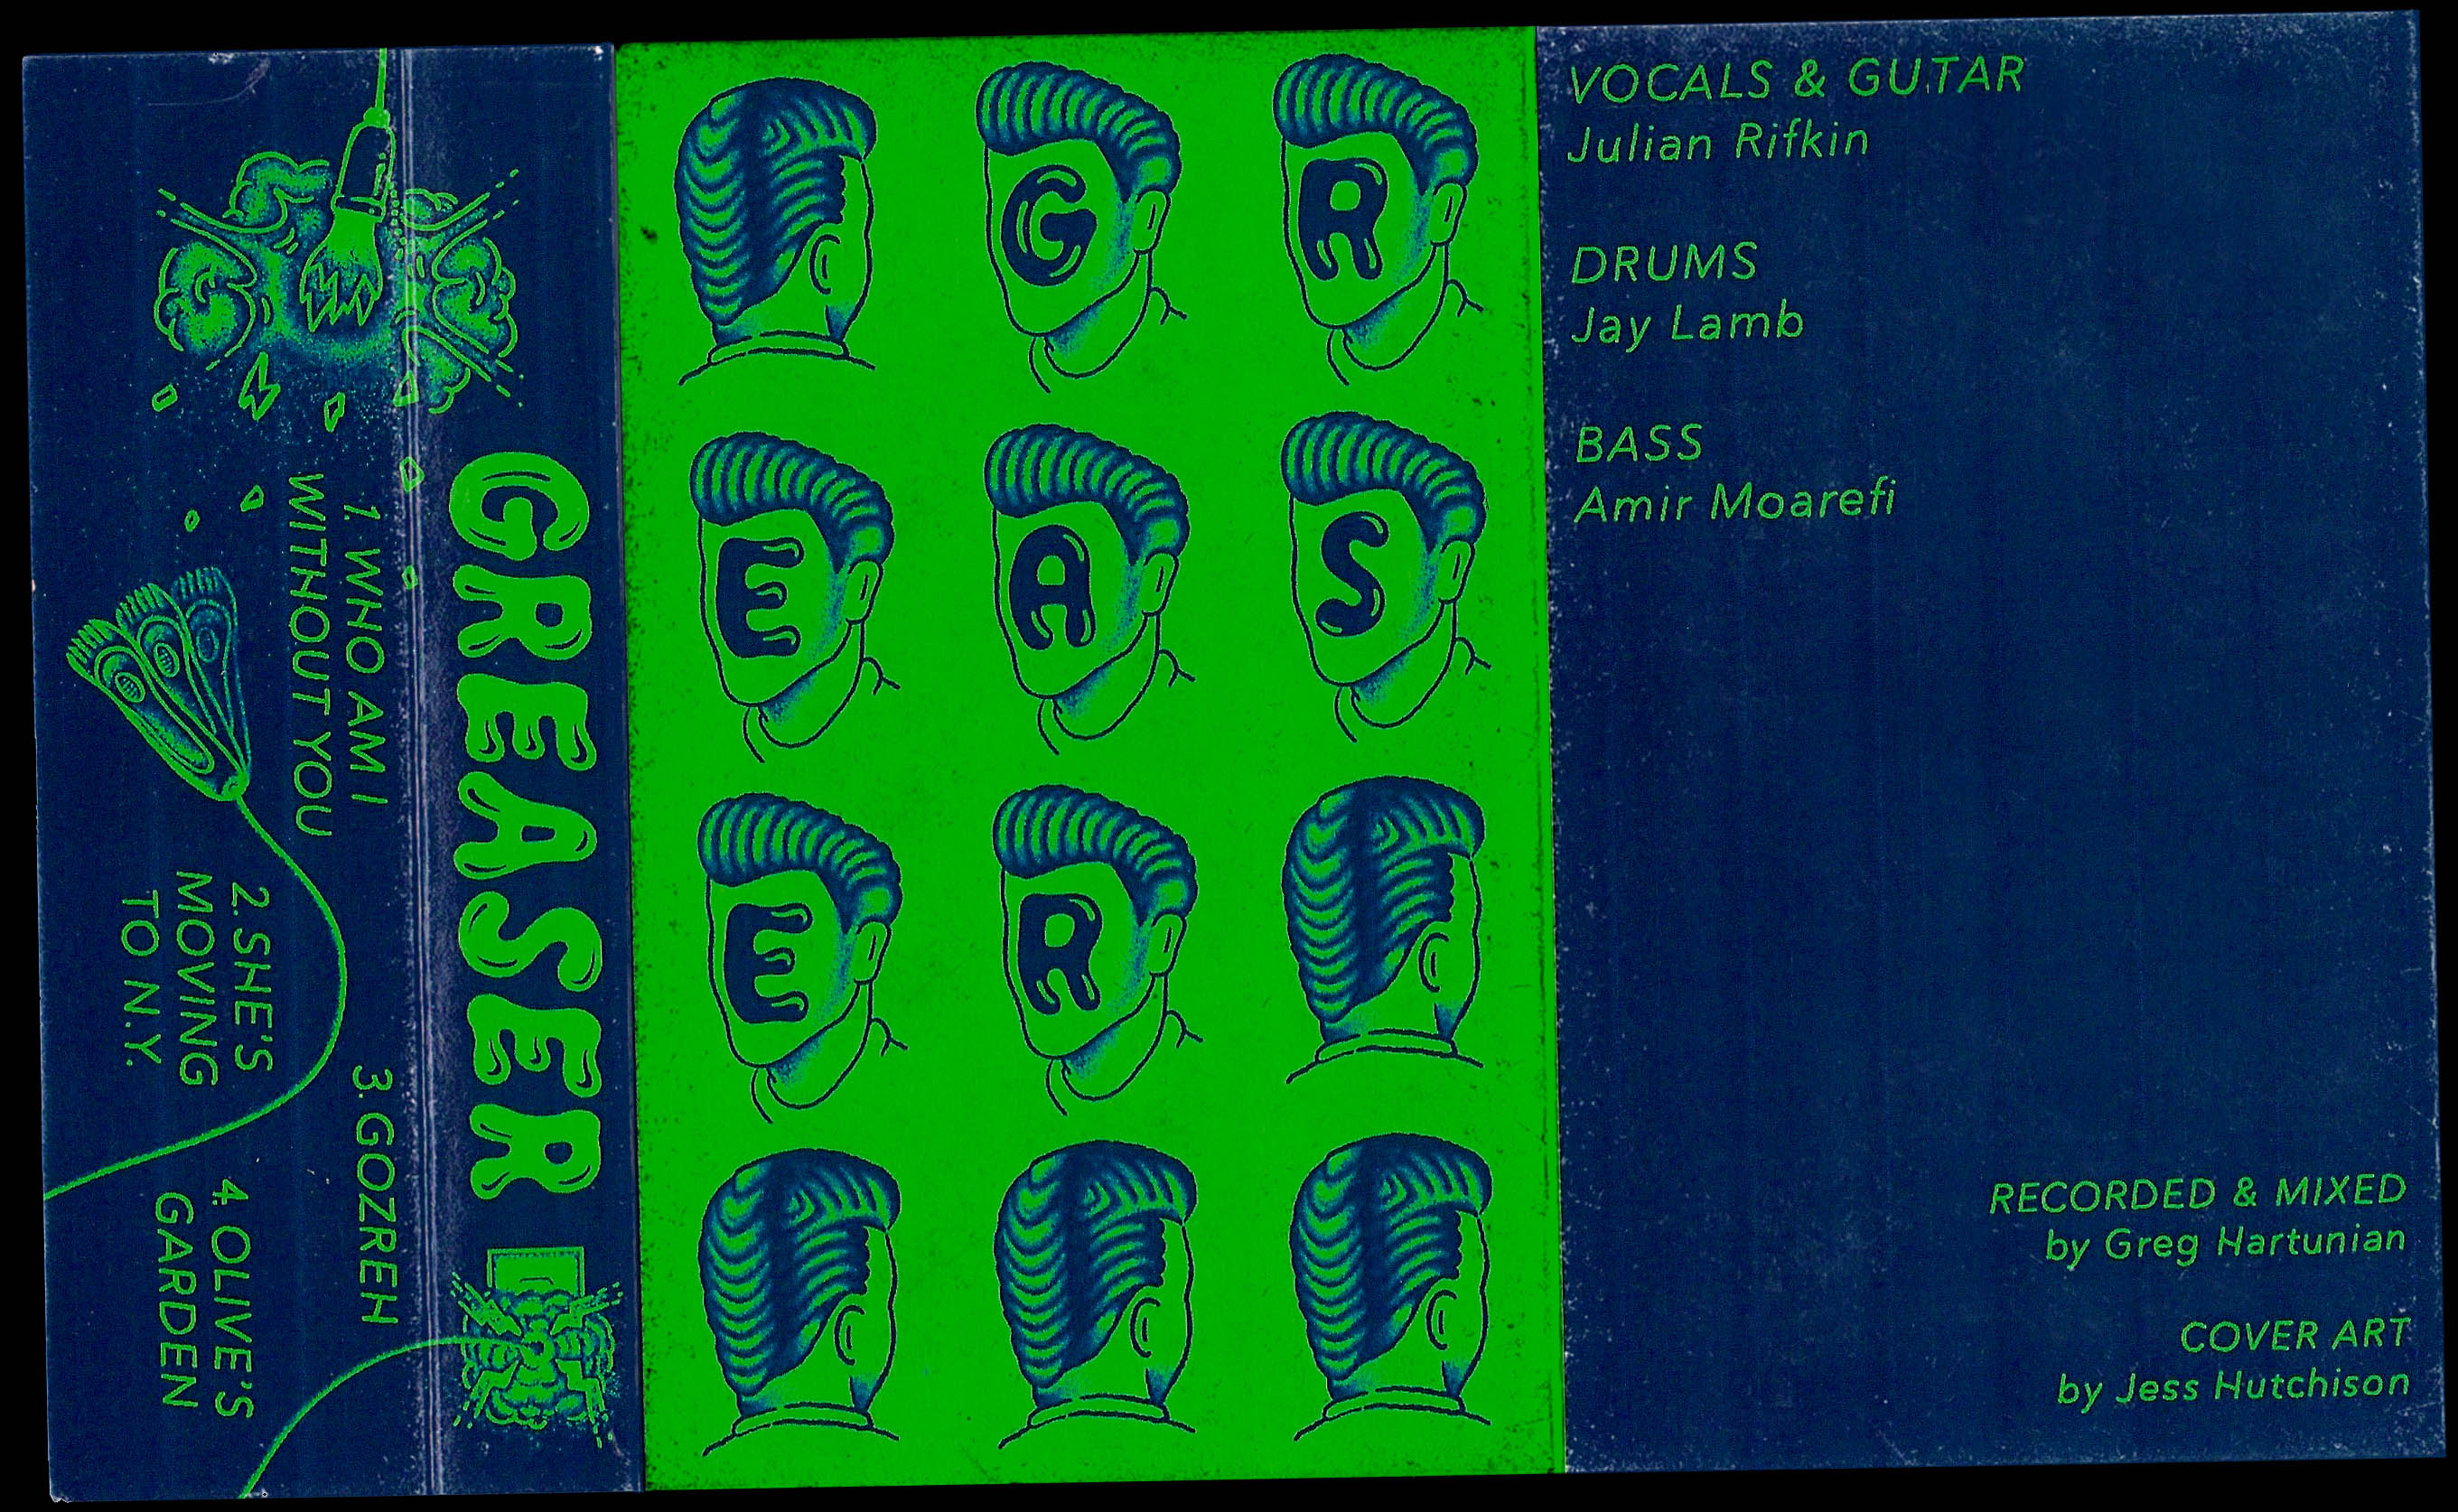 1. WHO AM I
WITHOUT YOU
2. SHE'S
MOVING
TO N.Y.
3. GOZREH
4. OLIVE'S
GARDEN
GREASER
G R
E A S
E R
VOCALS & GUTAR
Julian Rifkin
DRUMS
Jay Lamb
BASS
Amir Moarefi
RECORDED & MIXED
by Greg Hartunian
COVER ART
by Jess Hutchison